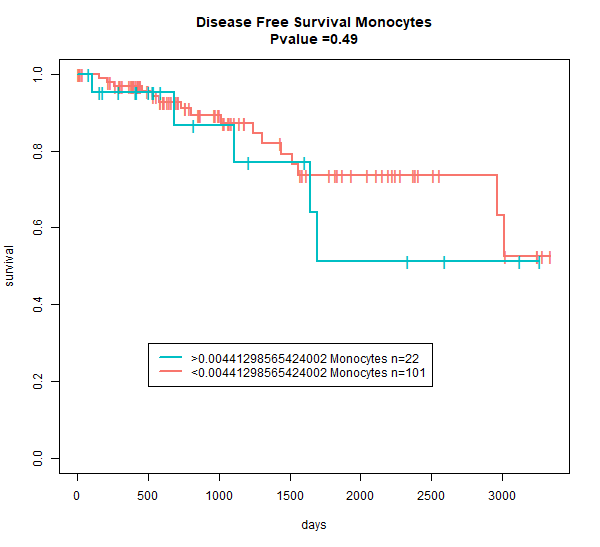 Disease Free Survival Monocytes
Pvalue =0.49
survival
1.0
0.8
0.6
0.4
0.2
0.0
>0.00441298565424002 Monocytes n=22
<0.00441298565424002 Monocytes n=101
0 500 1000 1500 2000 2500 3000
days